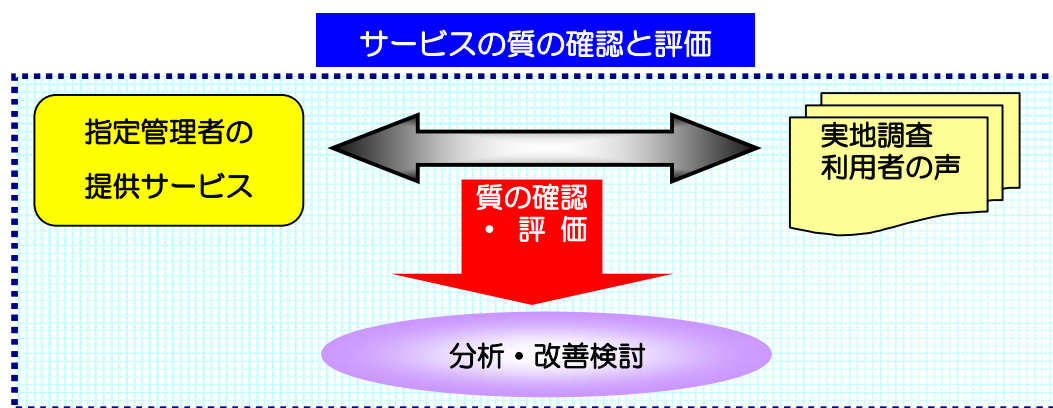 サービスの質の確認と評価
指定管理者の
提供サービス
実地調査
利用者の声
質の確認
・ 評 価
分析・改善検討